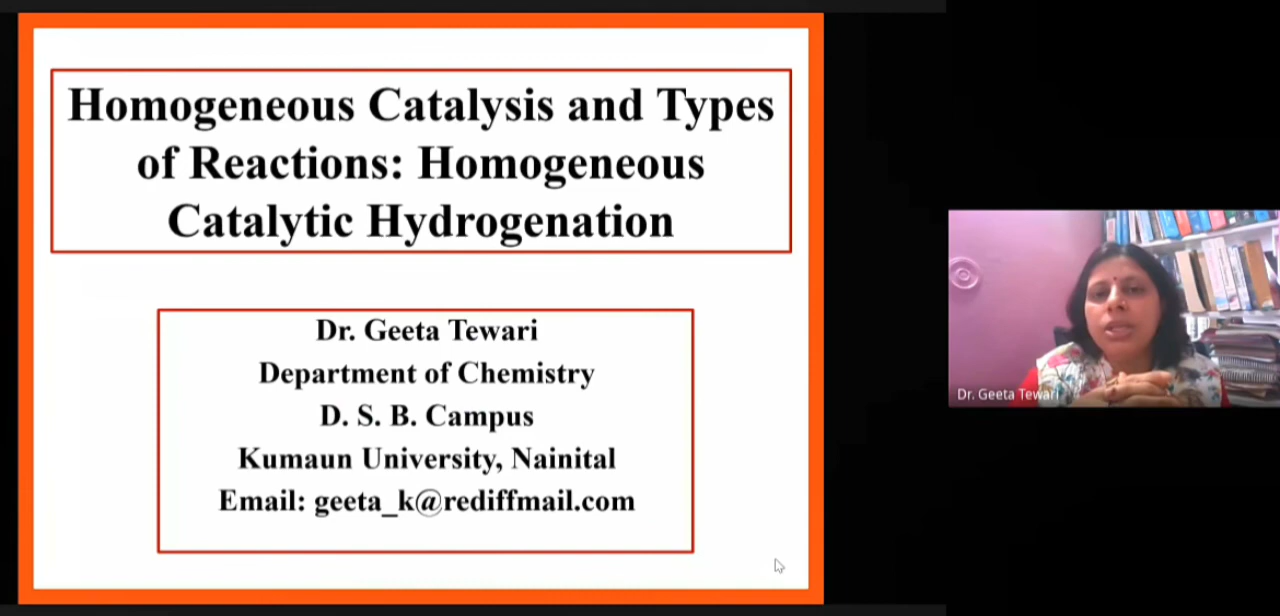 Homogeneous Catalysis and Types
of Reactions: Homogeneous
Catalytic Hydrogenation
Dr. Geeta Tewari
Department of Chemistry
D. S. B. Campus
Kumaun University, Nainital
Email: geeta_k@rediffmail.com
Dr. Geeta Tewari